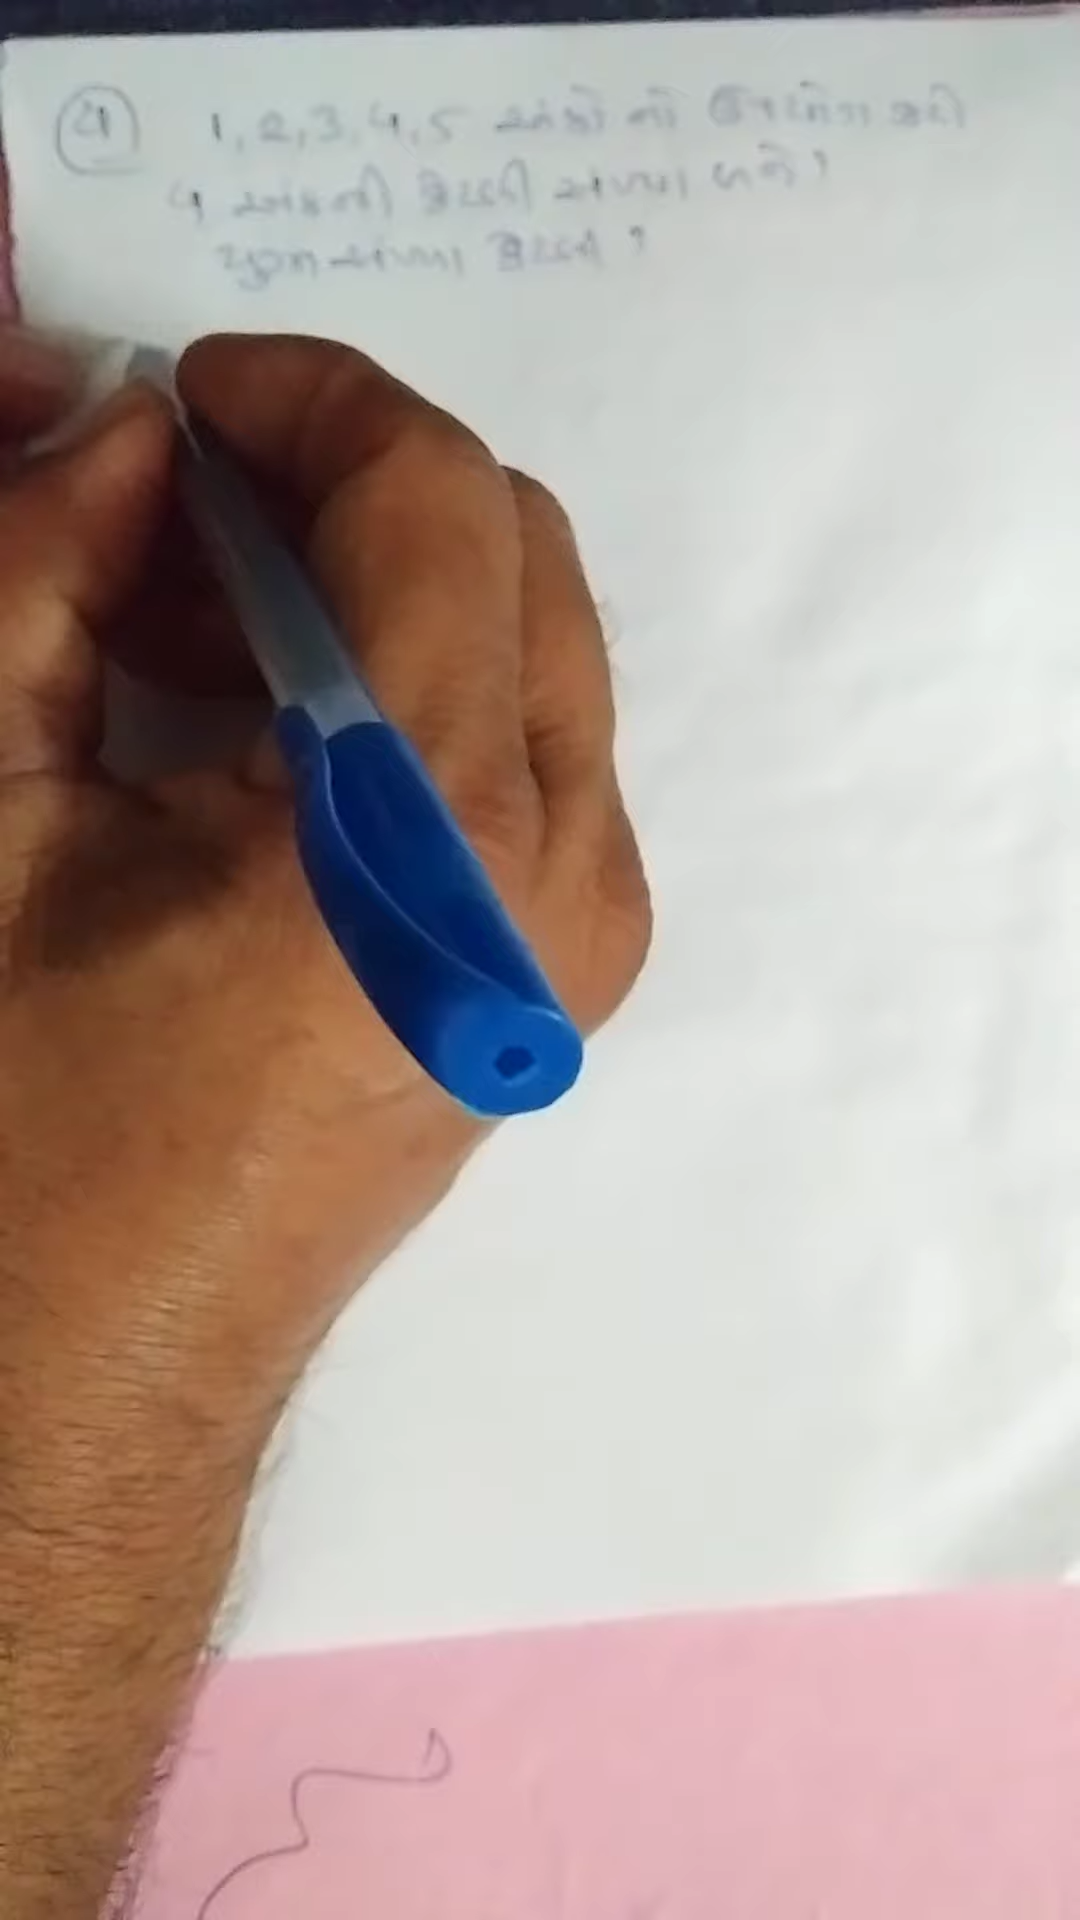 4 1,2,3,4,5 અંકો નો ઉપયોગ કરી
4 અંકની કેટલી સંખ્યા બને?
યુગ્મ સંખ્યા કેટલી?